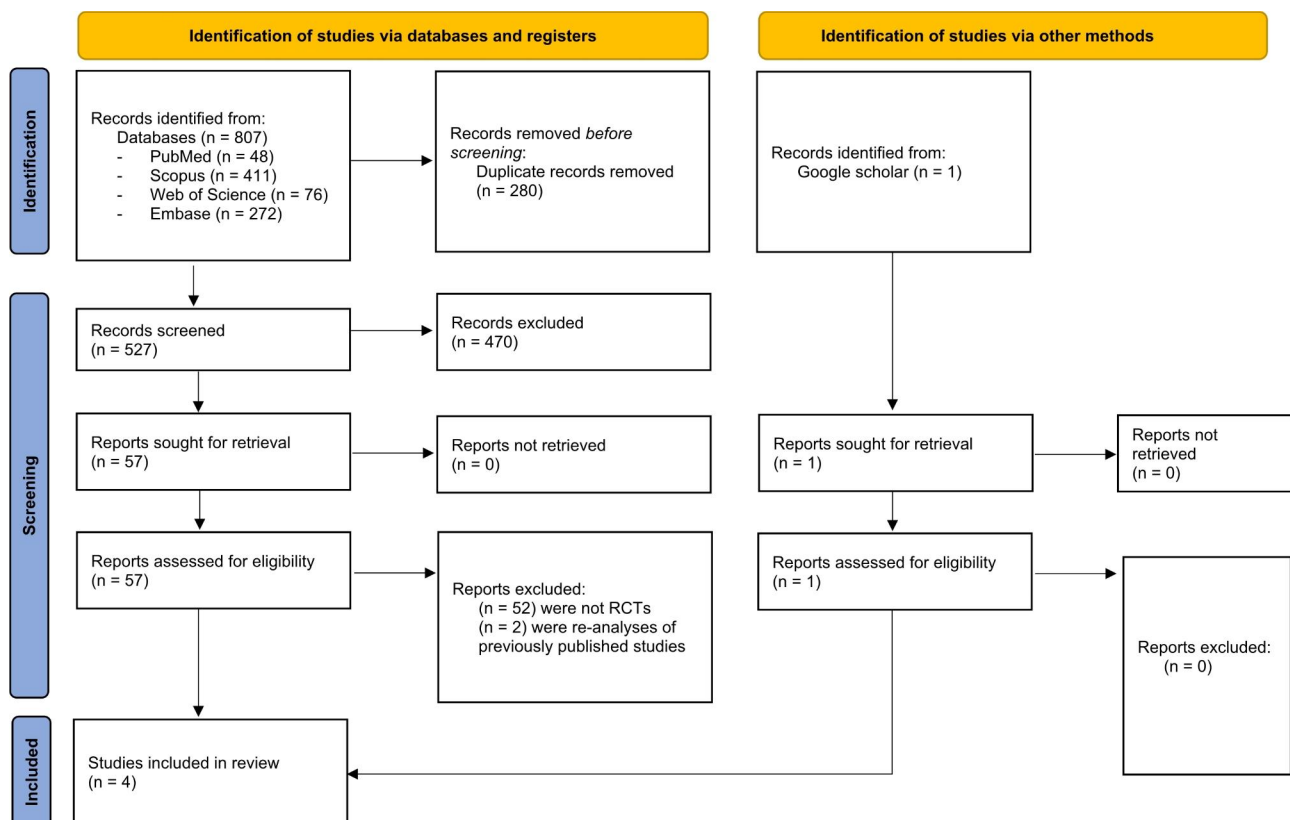 Identification of studies via databases and registers
Identification of studies via other methods
Identification
Records identified from:
Databases (n = 807)
- PubMed (n = 48)
- Scopus (n = 411)
- Web of Science (n = 76)
- Embase (n = 272)
Records removed before
screening:
Duplicate records removed
(n = 280)
Records identified from:
Google scholar (n = 1)
Screening
Records screened
(n = 527)
Records excluded
(n = 470)
Reports sought for retrieval
(n = 57)
Reports not retrieved
(n = 0)
Reports sought for retrieval
(n = 1)
Reports not
retrieved
(n = 0)
Reports assessed for eligibility
(n = 57)
Reports excluded:
(n = 52) were not RCTs
(n = 2) were re-analyses of
previously published studies
Reports assessed for eligibility
(n = 1)
Reports excluded:
(n = 0)
Included
Studies included in review
(n = 4)